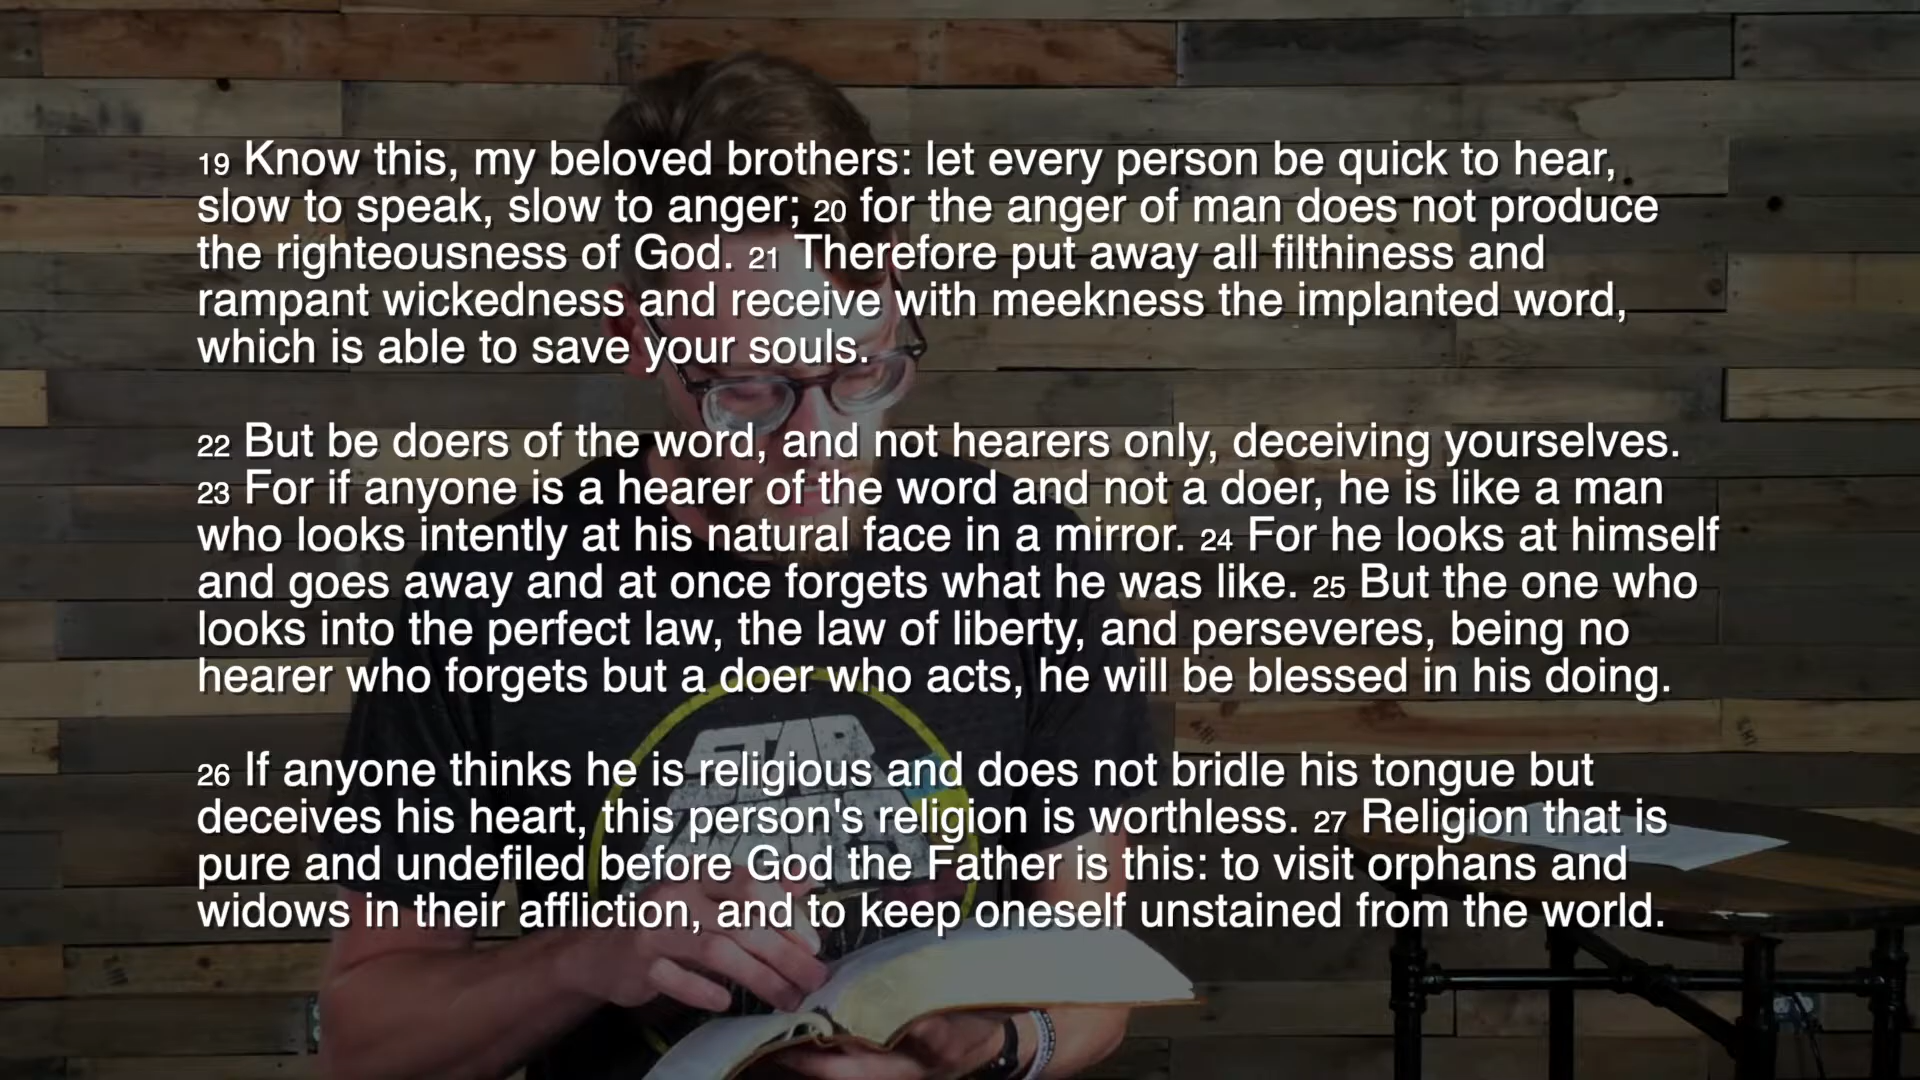 19 Know this, my beloved brothers: let every person be quick to hear,
slow to speak, slow to anger; 20 for the anger of man does not produce
the righteousness of God. 21 Therefore put away all filthiness and
rampant wickedness and receive with meekness the implanted word,
which is able to save your souls.
22 But be doers of the word, and not hearers only, deceiving yourselves.
23 For if anyone is a hearer of the word and not a doer, he is like a man
who looks intently at his natural face in a mirror. 24 For he looks at himself
and goes away and at once forgets what he was like. 25 But the one who
looks into the perfect law, the law of liberty, and perseveres, being no
hearer who forgets but a doer who acts, he will be blessed in his doing.
STAR
26 If anyone thinks he is religious and does not bridle his tongue but
deceives his heart, this person's religion is worthless. 27 Religion that is
pure and undefiled before God the Father is this: to visit orphans and
widows in their affliction, and to keep oneself unstained from the world.